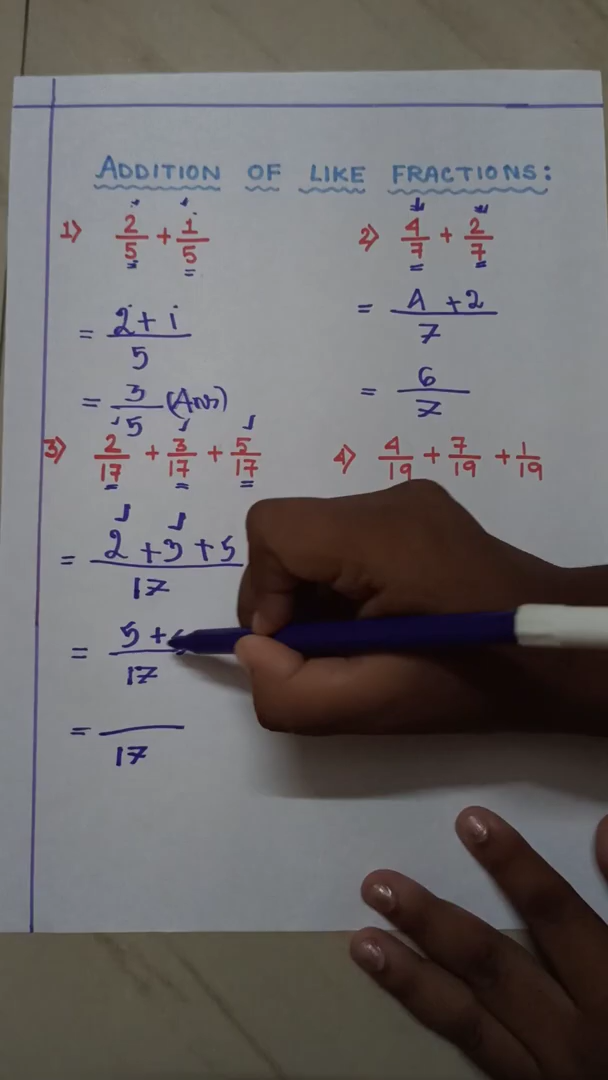 ADDITION OF LIKE FRACTIONS:
1) 2/5 + 1/5
= 2 + 1 / 5
= 3/5 (Ans)
2) 4/7 + 2/7
= 4 + 2 / 7
= 6/7
3) 2/17 + 3/17 + 5/17
= 2 + 3 + 5 / 17
= 5 + / 17
= / 17
4) 4/19 + 7/19 + 1/19